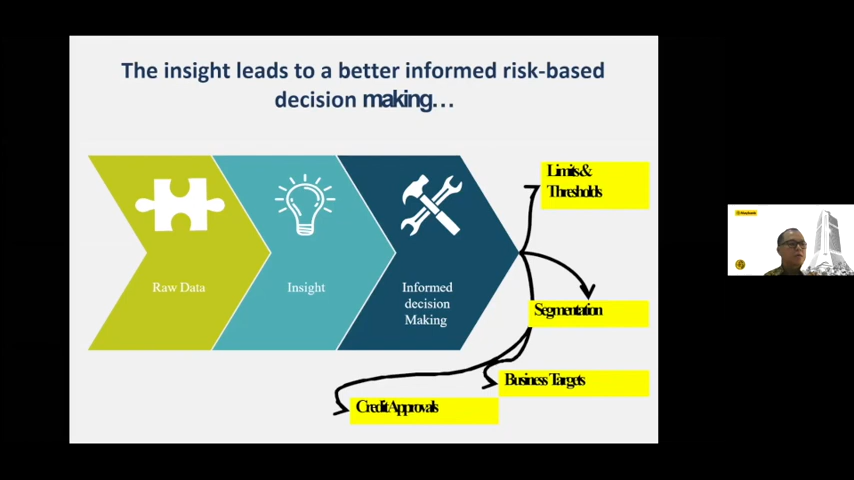 The insight leads to a better informed risk-based
decision making...
Raw Data
Insight
Informed
decision
Making
Limits &
Thresholds
Segmentation
Business Targets
Credit Approvals
Maybank